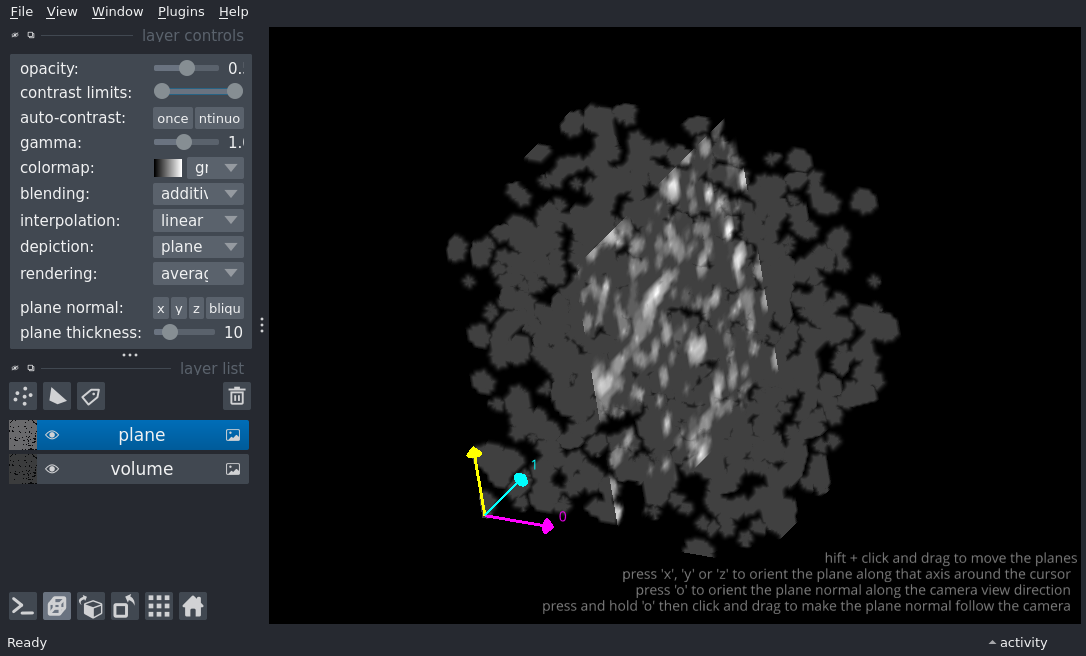 File View Window Plugins Help
layer controls
opacity: 0.
contrast limits:
auto-contrast: once ntinuo
gamma: 1.
colormap: gr
blending: additiv
interpolation: linear
depiction: plane
rendering: averag
plane normal: x y z bliqu
plane thickness: 10
layer list
plane
volume
1
0
hift + click and drag to move the planes
press 'x', 'y' or 'z' to orient the plane along that axis around the cursor
press 'o' to orient the plane normal along the camera view direction
press and hold 'o' then click and drag to make the plane normal follow the camera
Ready activity